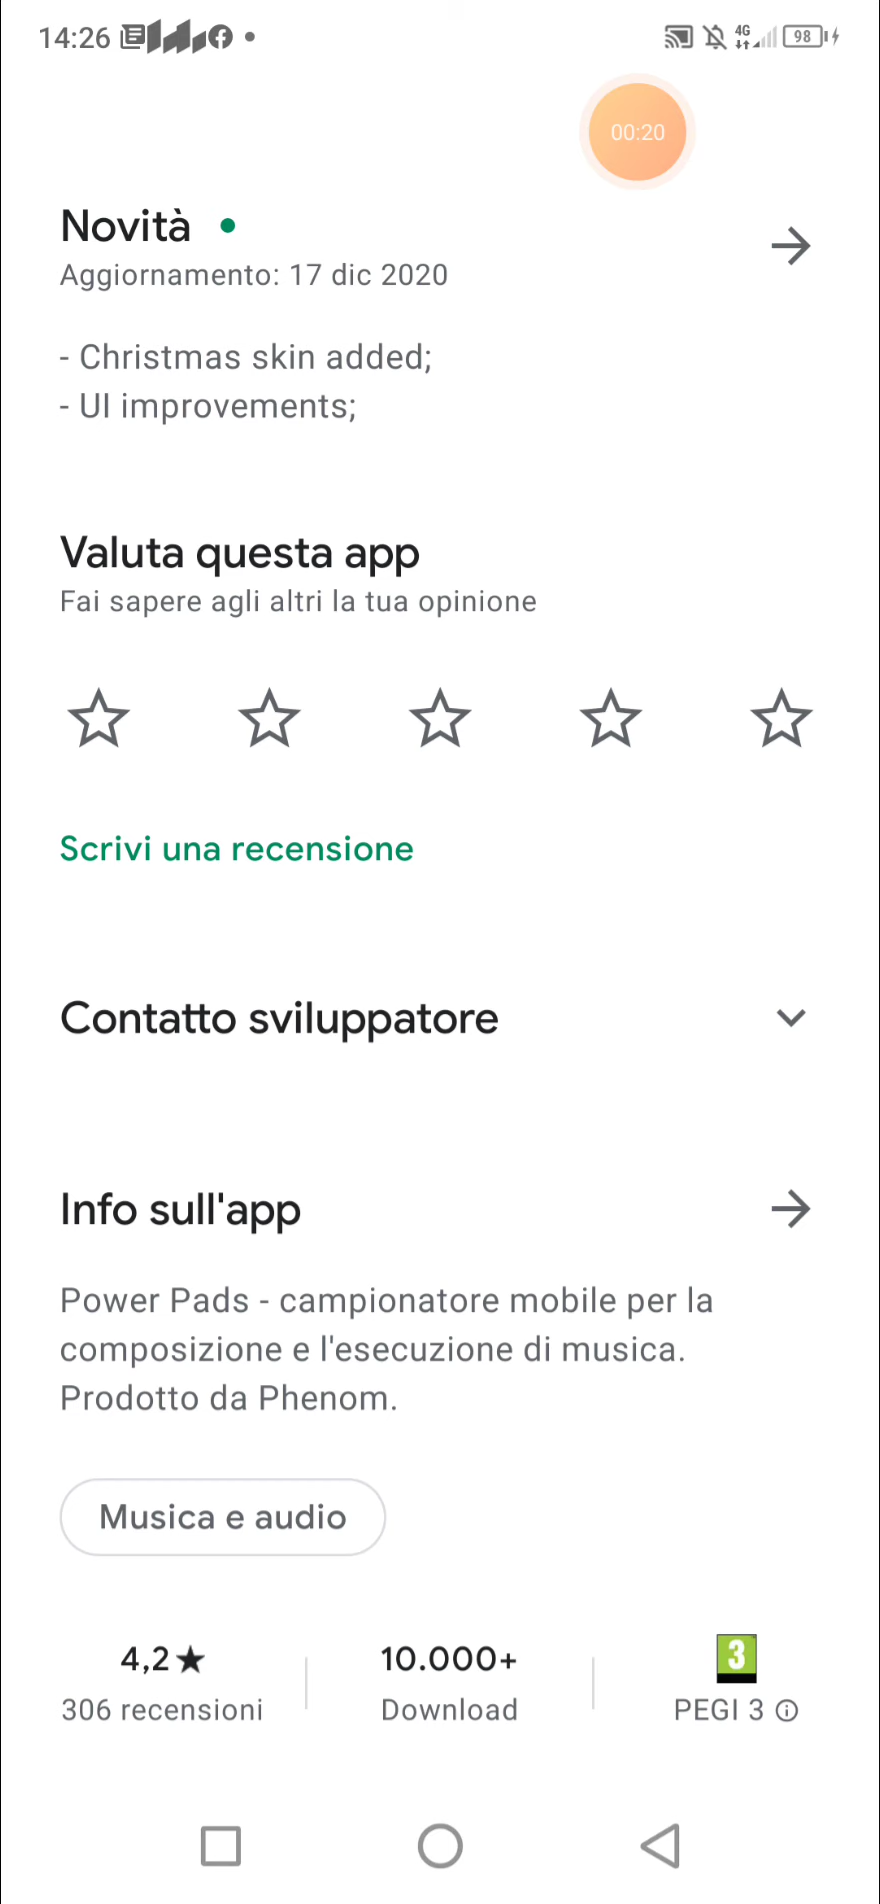 14:26
4G
98
00:20
Novità
Aggiornamento: 17 dic 2020
- Christmas skin added;
- UI improvements;
Valuta questa app
Fai sapere agli altri la tua opinione
Scrivi una recensione
Contatto sviluppatore
Info sull'app
Power Pads - campionatore mobile per la
composizione e l'esecuzione di musica.
Prodotto da Phenom.
Musica e audio
4,2★
306 recensioni
10.000+
Download
3
PEGI 3